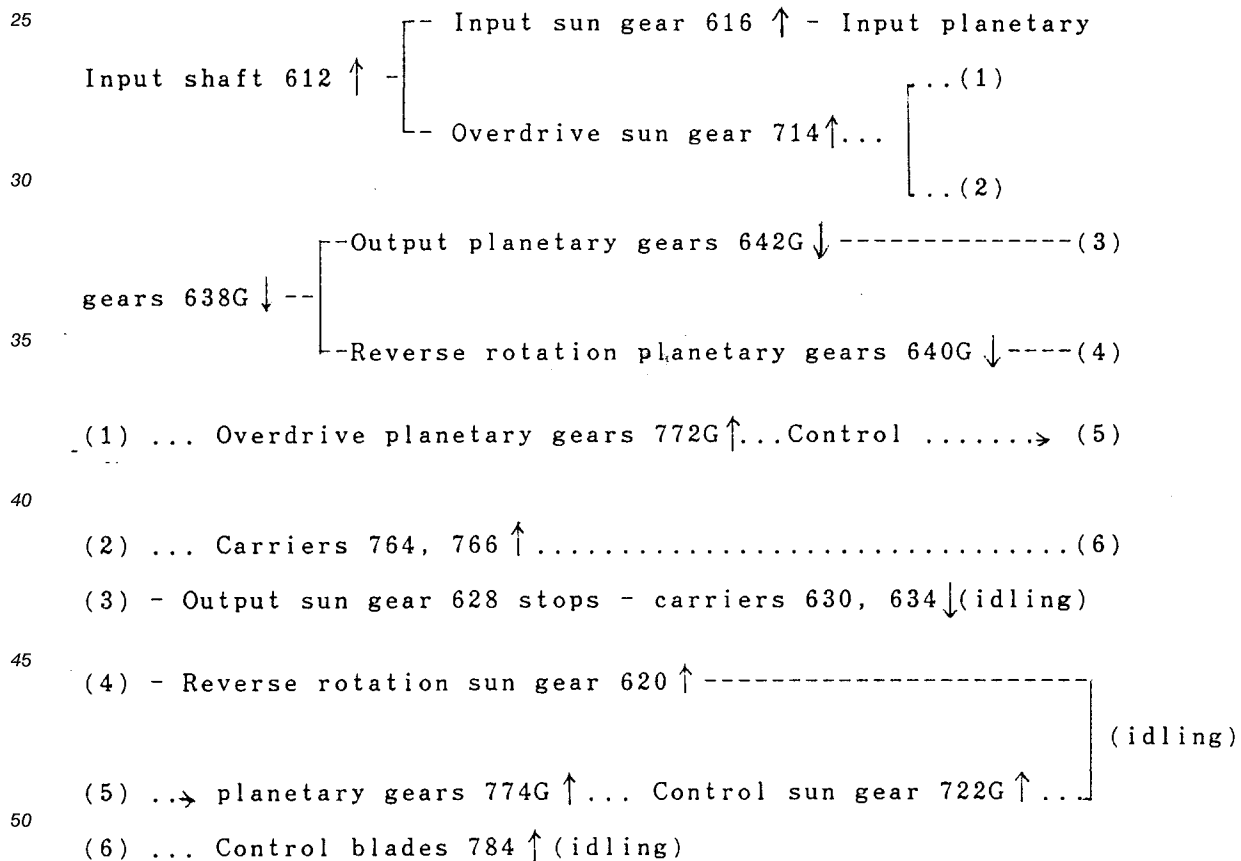 25 Input sun gear 616 ↑ - Input planetary
Input shaft 612 ↑ - ...(1)
Overdrive sun gear 714↑...
30 ...(2)
--Output planetary gears 642G↓--------------(3)
gears 638G↓--
35 --Reverse rotation planetary gears 640G↓----(4)
(1) ... Overdrive planetary gears 772G↑...Control .......→ (5)
40
(2) ... Carriers 764, 766 ↑.................................(6)
(3) - Output sun gear 628 stops - carriers 630, 634↓(idling)
45
(4) - Reverse rotation sun gear 620↑-----------------------
(idling)
(5) ..→ planetary gears 774G↑... Control sun gear 722G↑...
50
(6) ... Control blades 784↑(idling)